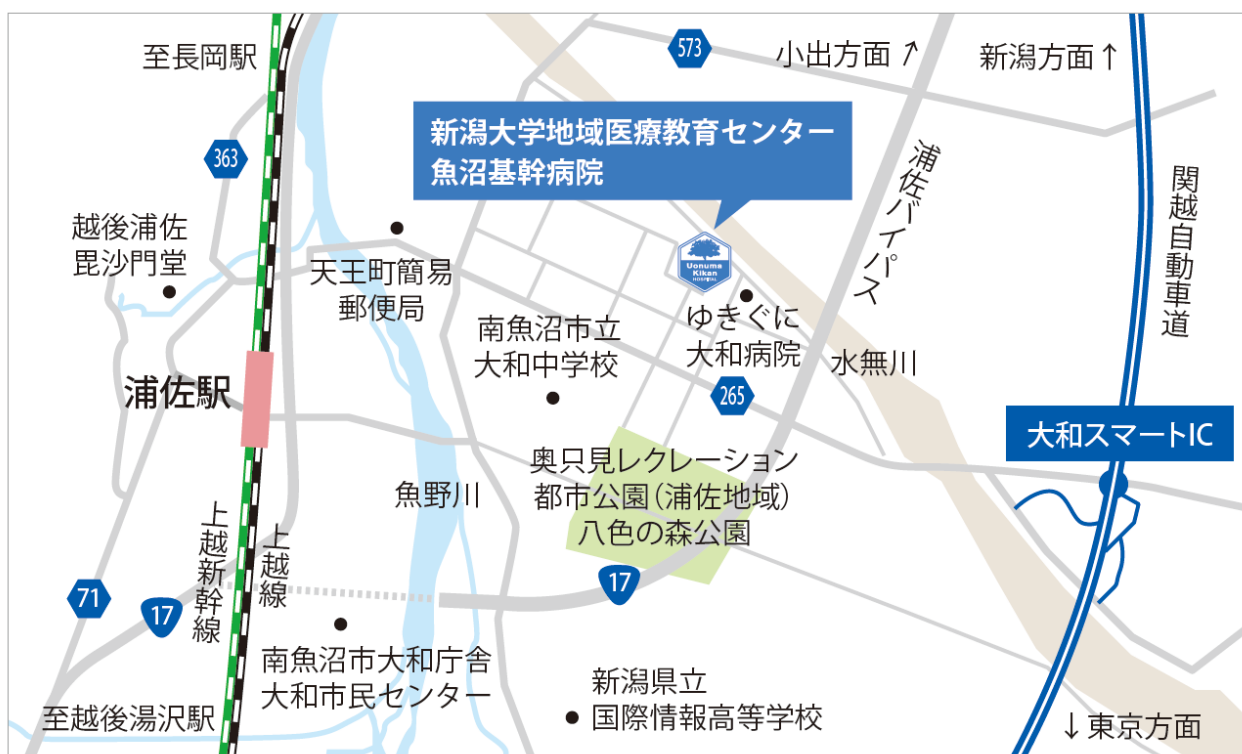 573
小出方面↗
新潟方面↑
至長岡駅
新潟大学地域医療教育センター
魚沼基幹病院
363
浦佐バイパス
関越自動車道
越後浦佐
毘沙門堂
天王町簡易
郵便局
Uonuma
Kikan
HOSPITAL
南魚沼市立
大和中学校
ゆきぐに
大和病院
水無川
浦佐駅
265
大和スマートIC
奥只見レクレーション
都市公園(浦佐地域)
八色の森公園
魚野川
上越新幹線
上越線
71
17
17
南魚沼市大和庁舎
大和市民センター
新潟県立
国際情報高等学校
至越後湯沢駅
↓東京方面